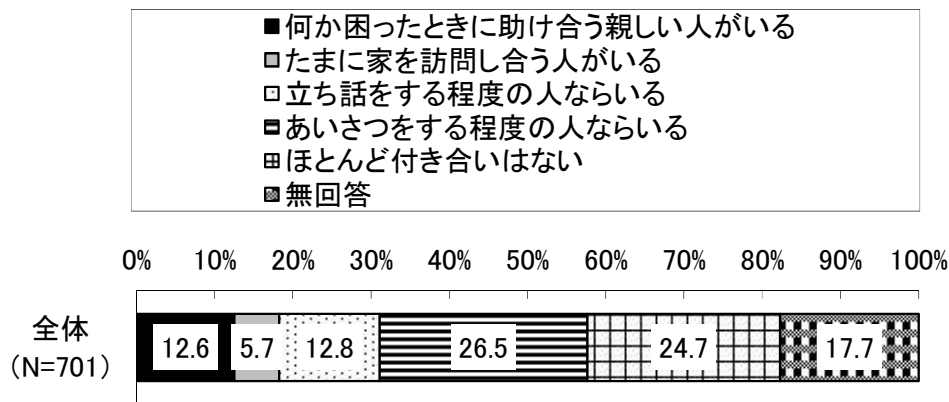 何か困ったときに助け合う親しい人がいる
たまに家を訪問し合う人がいる
立ち話をする程度の人ならいる
あいさつをする程度の人ならいる
ほとんど付き合いはない
無回答
0% 10% 20% 30% 40% 50% 60% 70% 80% 90% 100%
全体
(N=701)
12.6 5.7 12.8 26.5 24.7 17.7